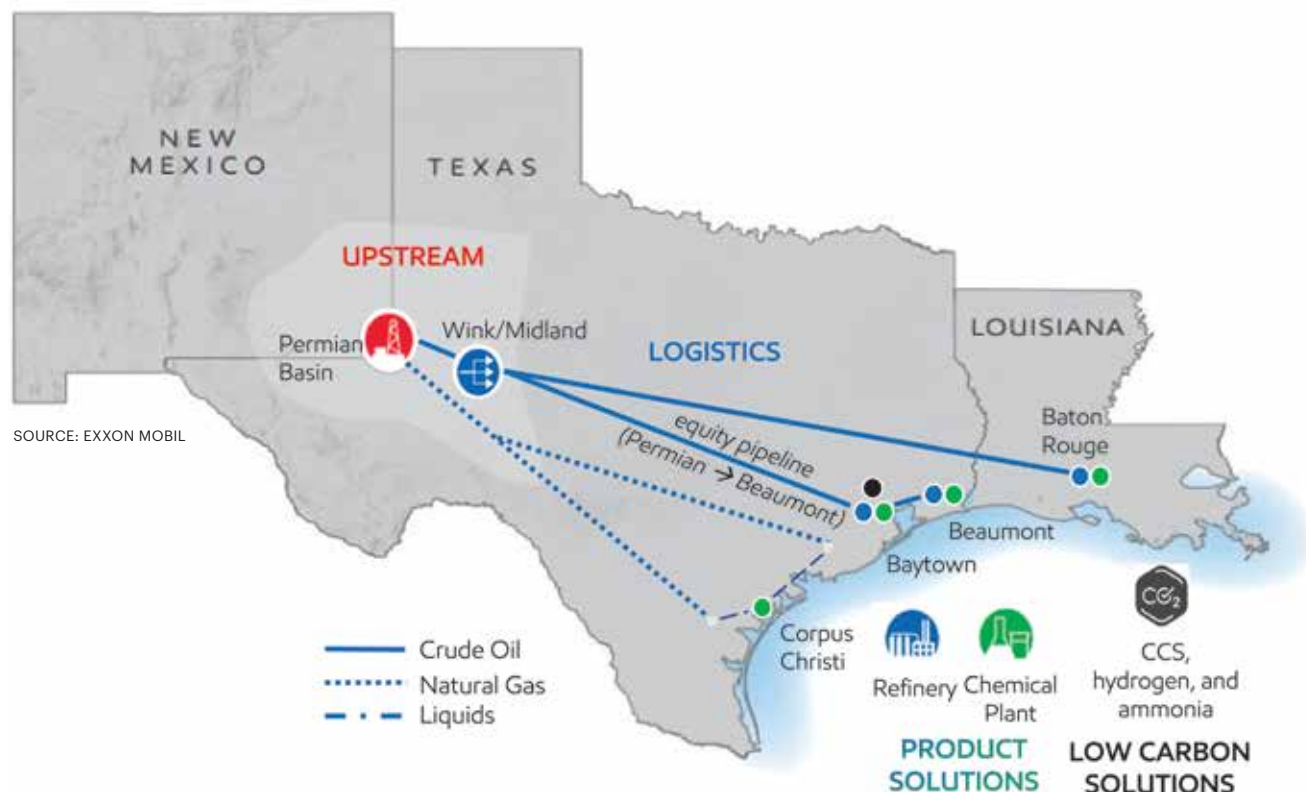 NEW
MEXICO
TEXAS
UPSTREAM
Permian
Basin
Wink/Midland
LOGISTICS
LOUISIANA
SOURCE: EXXON MOBIL
equity pipeline
(Permian → Beaumont)
Baton
Rouge
Beaumont
Baytown
Corpus
Christi
Crude Oil
Natural Gas
Liquids
Refinery
Chemical
Plant
PRODUCT
SOLUTIONS
CO2
CCS,
hydrogen, and
ammonia
LOW CARBON
SOLUTIONS